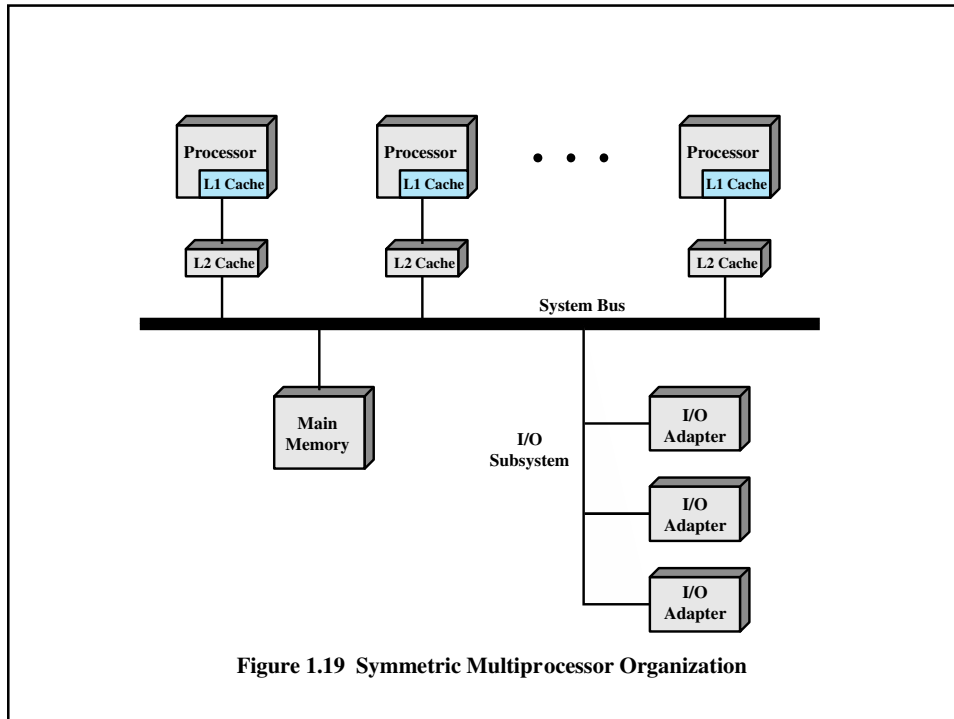 Processor
L1 Cache
Processor
L1 Cache
Processor
L1 Cache
L2 Cache
L2 Cache
L2 Cache
System Bus
Main
Memory
I/O
Subsystem
I/O
Adapter
I/O
Adapter
I/O
Adapter
Figure 1.19 Symmetric Multiprocessor Organization